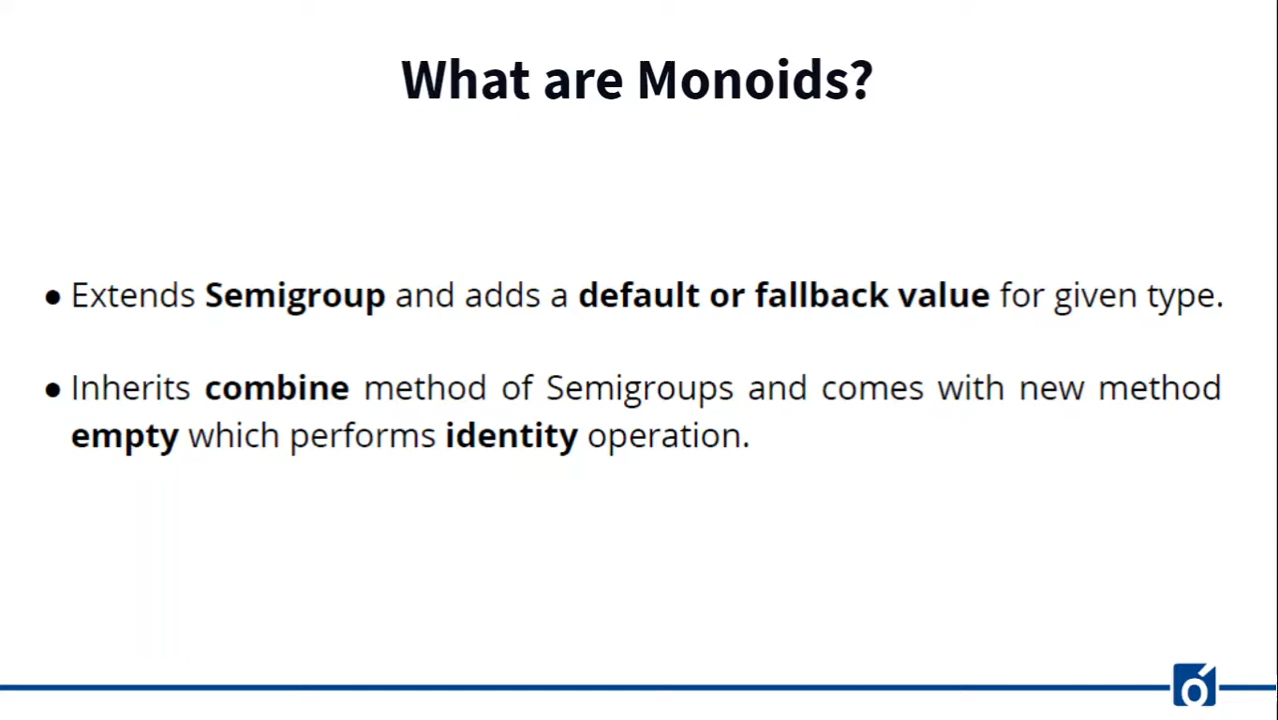 What are Monoids?
● Extends Semigroup and adds a default or fallback value for given type.
● Inherits combine method of Semigroups and comes with new method
empty which performs identity operation.